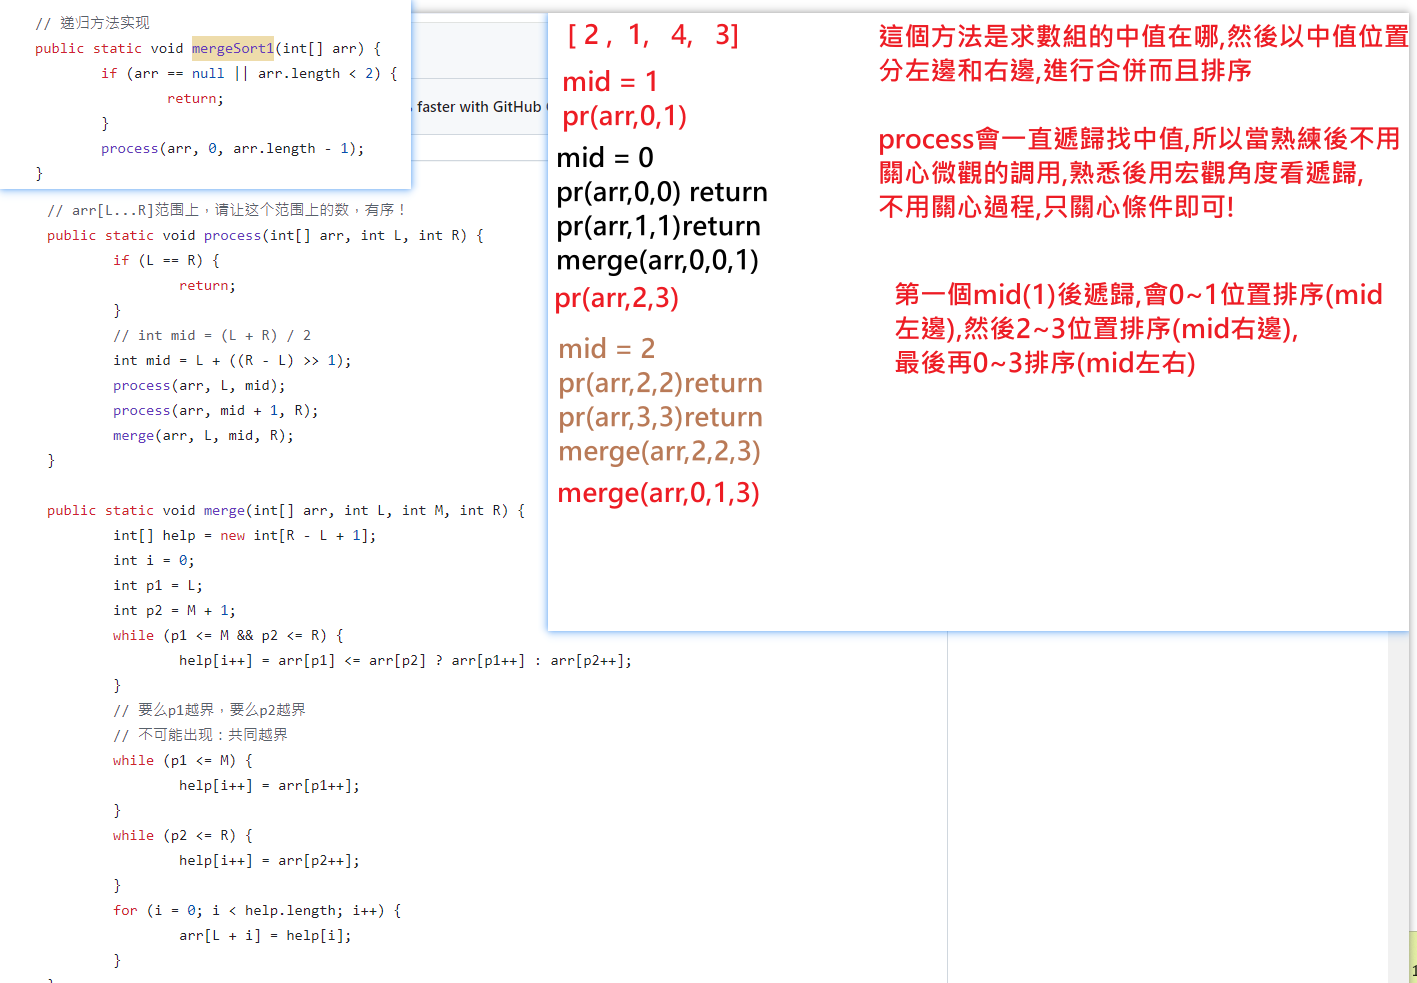 // 递归方法实现
public static void mergeSort1(int[] arr) {
if (arr == null || arr.length < 2) {
return;
}
process(arr, 0, arr.length - 1);
}
faster with GitHub
// arr[L...R]范围上，请让这个范围上的数，有序！
public static void process(int[] arr, int L, int R) {
if (L == R) {
return;
}
// int mid = (L + R) / 2
int mid = L + ((R - L) >> 1);
process(arr, L, mid);
process(arr, mid + 1, R);
merge(arr, L, mid, R);
}
public static void merge(int[] arr, int L, int M, int R) {
int[] help = new int[R - L + 1];
int i = 0;
int p1 = L;
int p2 = M + 1;
while (p1 <= M && p2 <= R) {
help[i++] = arr[p1] <= arr[p2] ? arr[p1++] : arr[p2++];
}
// 要么p1越界，要么p2越界
// 不可能出现：共同越界
while (p1 <= M) {
help[i++] = arr[p1++];
}
while (p2 <= R) {
help[i++] = arr[p2++];
}
for (i = 0; i < help.length; i++) {
arr[L + i] = help[i];
}
[ 2 , 1, 4, 3]
mid = 1
pr(arr,0,1)
mid = 0
pr(arr,0,0) return
pr(arr,1,1)return
merge(arr,0,0,1)
pr(arr,2,3)
mid = 2
pr(arr,2,2)return
pr(arr,3,3)return
merge(arr,2,2,3)
merge(arr,0,1,3)
這個方法是求數組的中值在哪,然後以中值位置
分左邊和右邊,進行合併而且排序
process會一直遞歸找中值,所以當熟練後不用
關心微觀的調用,熟悉後用宏觀角度看遞歸,
不用關心過程,只關心條件即可!
第一個mid(1)後遞歸,會0~1位置排序(mid
左邊),然後2~3位置排序(mid右邊),
最後再0~3排序(mid左右)
1